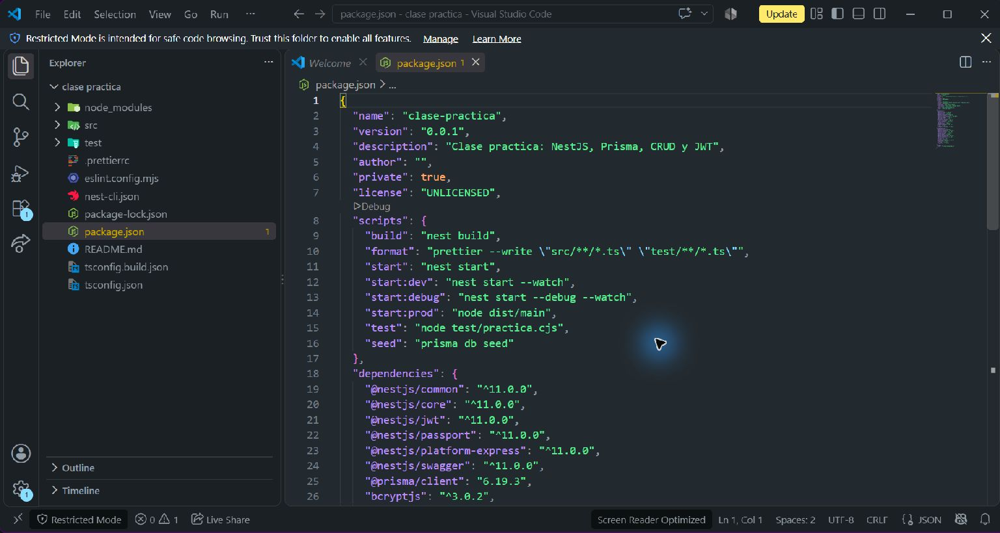 File Edit Selection View Go Run ···
package.json - clase practica - Visual Studio Code
Update
Restricted Mode is intended for safe code browsing. Trust this folder to enable all features. Manage Learn More
Explorer
clase practica
node_modules
src
test
.prettierrc
eslint.config.mjs
nest-cli.json
package-lock.json
package.json 1
README.md
tsconfig.build.json
tsconfig.json
Outline
Timeline
1
1
Welcome
package.json 1
package.json > ...
1 {
2 "name": "clase-practica",
3 "version": "0.0.1",
4 "description": "Clase practica: NestJS, Prisma, CRUD y JWT",
5 "author": "",
6 "private": true,
7 "license": "UNLICENSED",
Debug
8 "scripts": {
9 "build": "nest build",
10 "format": "prettier --write \"src/**/*.ts\" \"test/**/*.ts\"",
11 "start": "nest start",
12 "start:dev": "nest start --watch",
13 "start:debug": "nest start --debug --watch",
14 "start:prod": "node dist/main",
15 "test": "node test/practica.cjs",
16 "seed": "prisma db seed"
17 },
18 "dependencies": {
19 "@nestjs/common": "^11.0.0",
20 "@nestjs/core": "^11.0.0",
21 "@nestjs/jwt": "^11.0.0",
22 "@nestjs/passport": "^11.0.0",
23 "@nestjs/platform-express": "^11.0.0",
24 "@nestjs/swagger": "^11.0.0",
25 "@prisma/client": "6.19.3",
26 "bcryptjs": "^3.0.2",
Restricted Mode 0 1 Live Share
Screen Reader Optimized Ln 1, Col 1 Spaces: 2 UTF-8 CRLF {} JSON